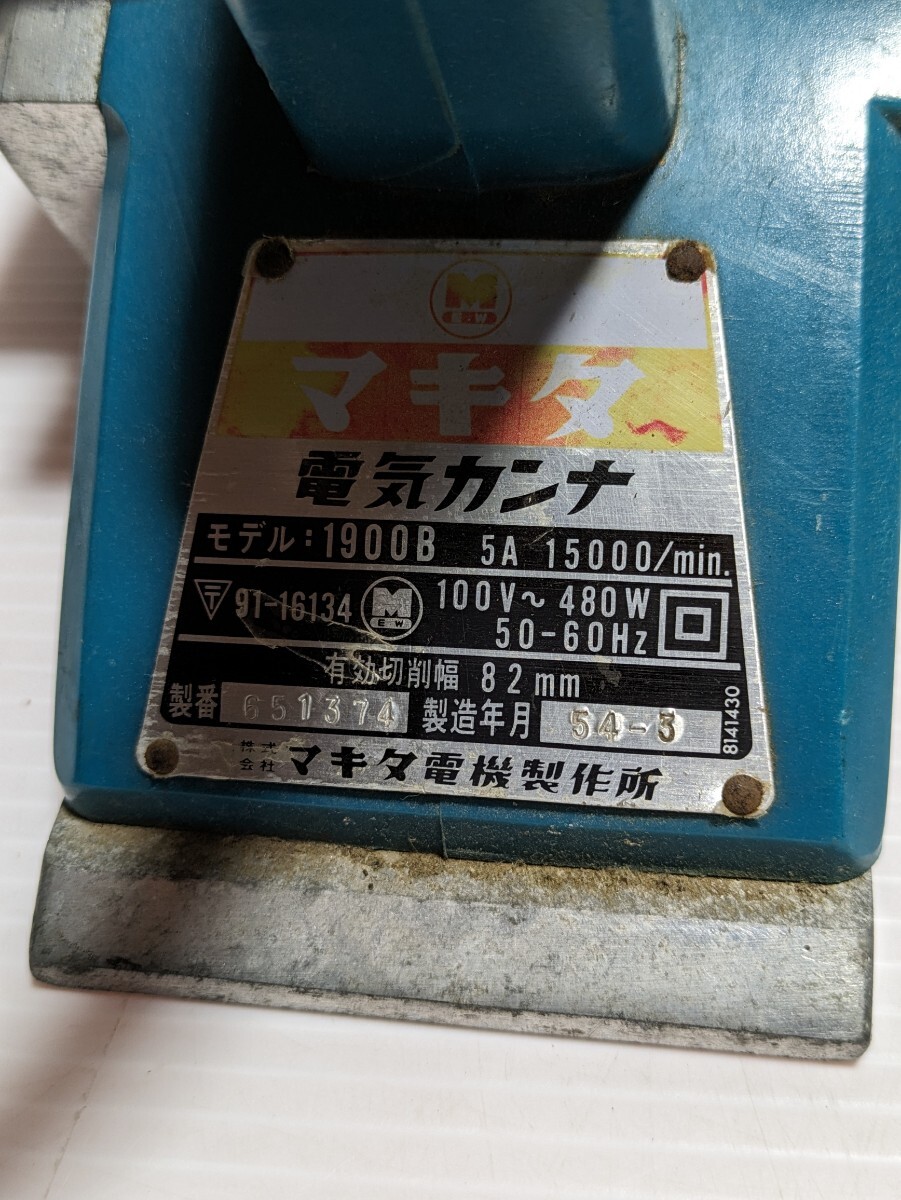 M
E・W
マキタ
電気カンナ
モデル:1900B 5A 15000/min.
〒 91-16134 M E W 100V～480W
50-60Hz
有効切削幅 82mm
製番 651374 製造年月 54-3
8141430
株式会社 マキタ電機製作所